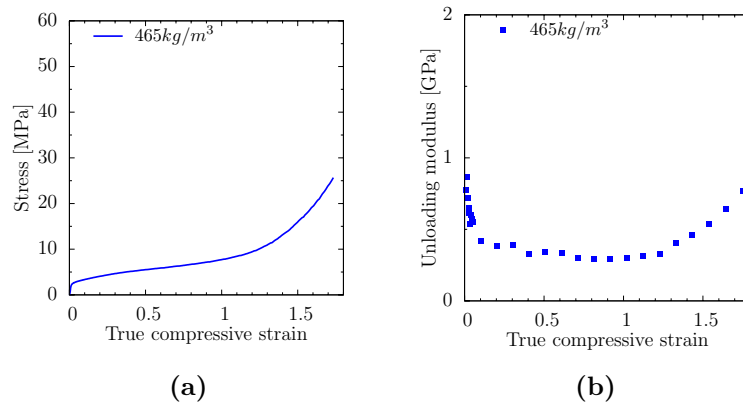 60
50
40
30
20
10
0
Stress [MPa]
465kg/m³
0 0.5 1 1.5
True compressive strain
(a)
2
1
0
Unloading modulus [GPa]
465kg/m³
0 0.5 1 1.5
True compressive strain
(b)